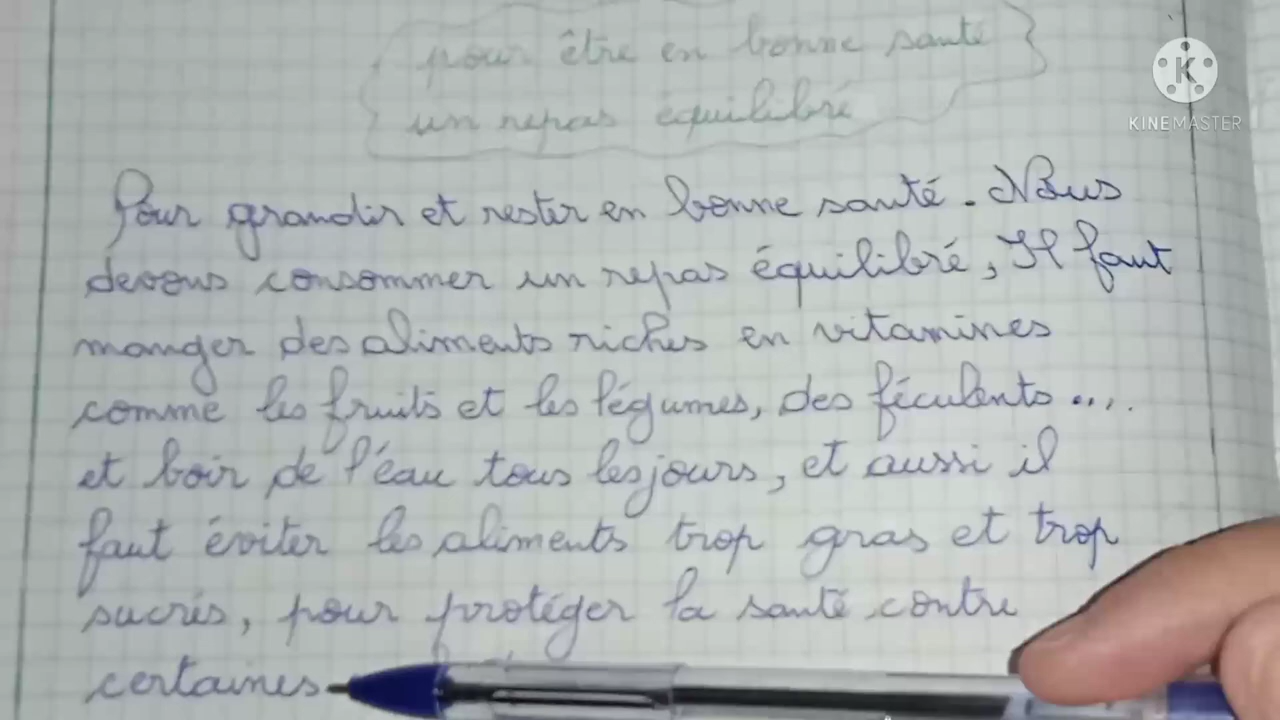 pour être en bonne santé
un repas équilibré
KINEMASTER
Pour grandir et rester en bonne santé. Nous
devons consommer un repas équilibré, Il faut
manger des aliments riches en vitamines
comme les fruits et les légumes, des féculents....
et boir de l'eau tous les jours, et aussi il
faut éviter les aliments trop gras et trop
sucrés, pour protéger la santé contre
certaines